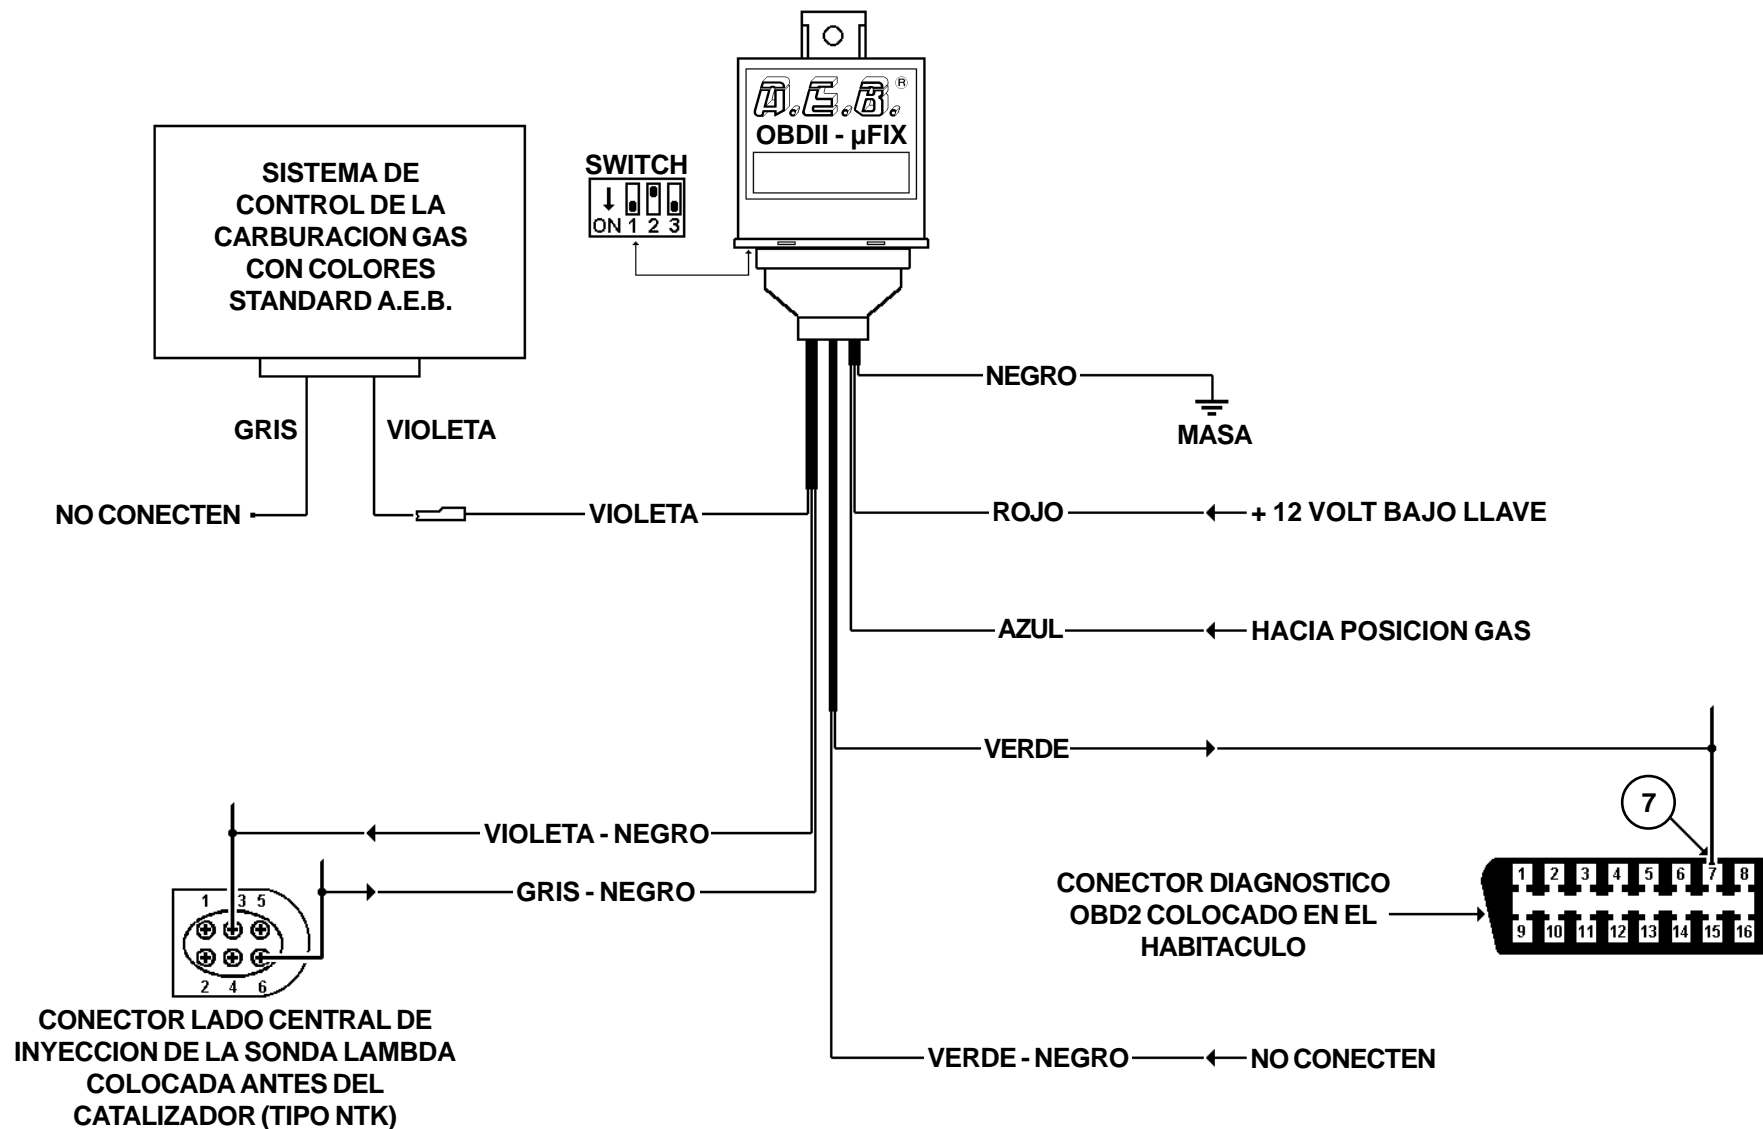 A.E.B.®
OBDII - µFIX
SWITCH
ON 1 2 3
SISTEMA DE
CONTROL DE LA
CARBURACION GAS
CON COLORES
STANDARD A.E.B.
GRIS
VIOLETA
NO CONECTEN
VIOLETA
NEGRO
MASA
ROJO
+ 12 VOLT BAJO LLAVE
AZUL
HACIA POSICION GAS
VERDE
7
VIOLETA - NEGRO
GRIS - NEGRO
1 3 5
2 4 6
CONECTOR LADO CENTRAL DE
INYECCION DE LA SONDA LAMBDA
COLOCADA ANTES DEL
CATALIZADOR (TIPO NTK)
CONECTOR DIAGNOSTICO
OBD2 COLOCADO EN EL
HABITACULO
1 2 3 4 5 6 7 8
9 10 11 12 13 14 15 16
VERDE - NEGRO
NO CONECTEN